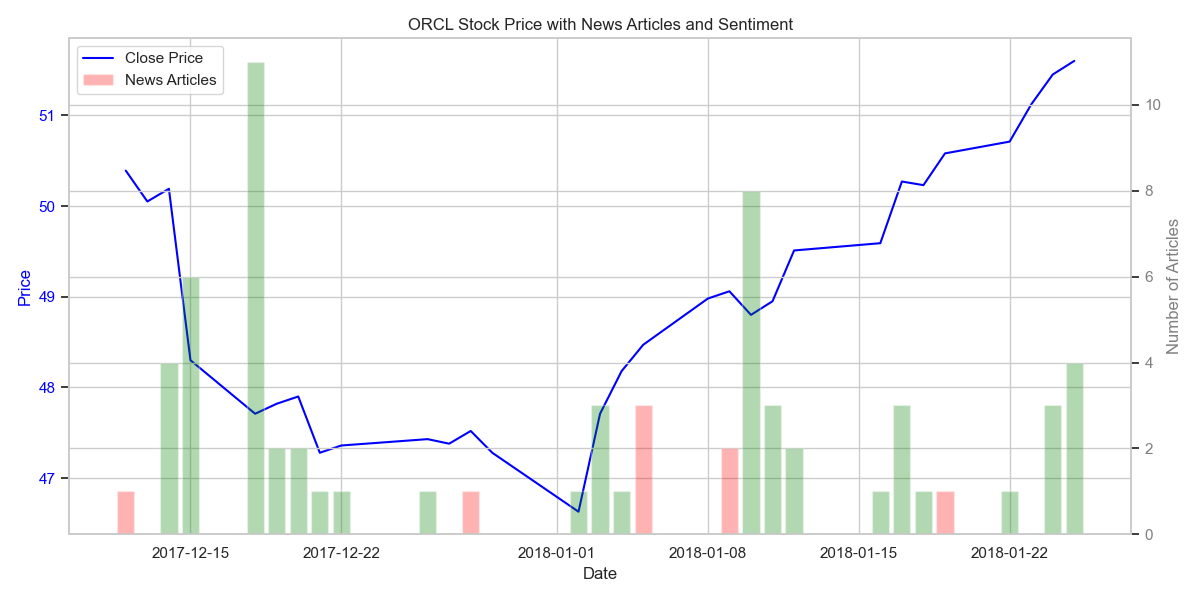 ORCL Stock Price with News Articles and Sentiment
Close Price
News Articles
51
50
49
48
47
Price
10
8
6
4
2
0
Number of Articles
2017-12-15
2017-12-22
2018-01-01
2018-01-08
2018-01-15
2018-01-22
Date